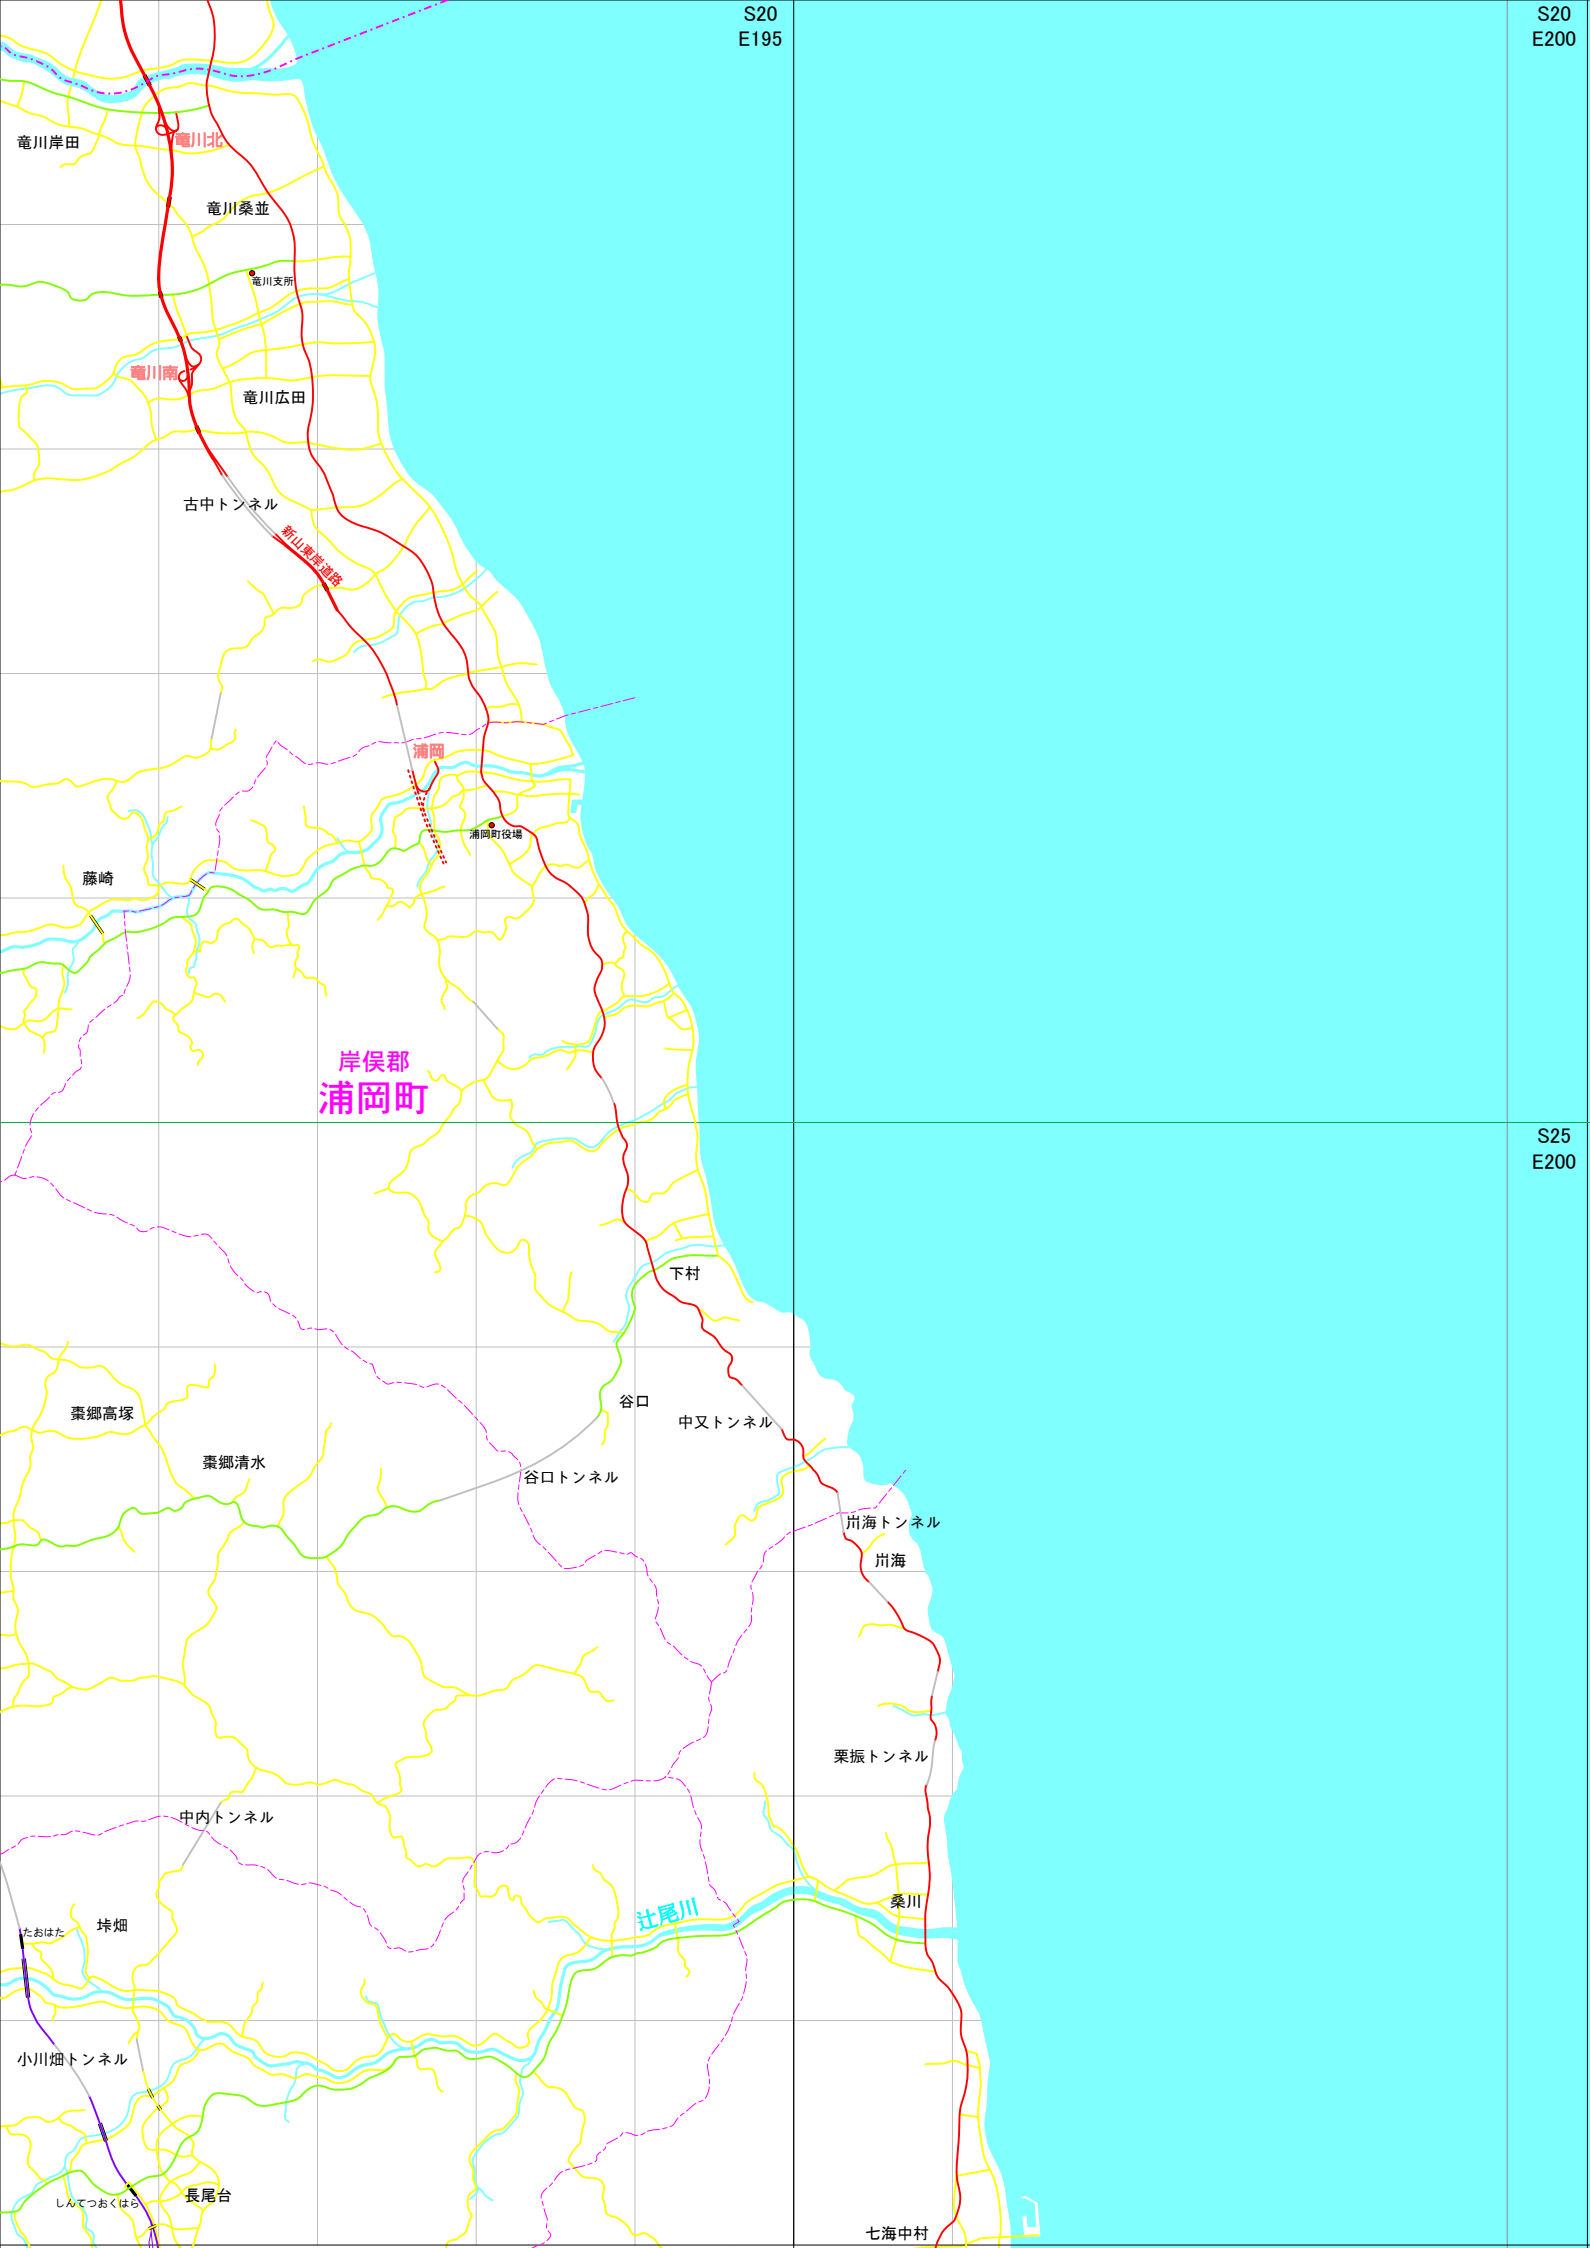 S20
E195
S20
E200
竜川岸田
竜川北
竜川桑並
竜川支所
竜川南
竜川広田
古中トンネル
新山東岸道路
浦岡
浦岡町役場
藤崎
岸俣郡
浦岡町
S25
E200
下村
谷口
棗郷高塚
中又トンネル
棗郷清水
谷口トンネル
岿海トンネル
岿海
栗振トンネル
中内トンネル
桑川
辻尾川
垰畑
たおはた
小川畑トンネル
長尾台
しんてつおくはら
七海中村